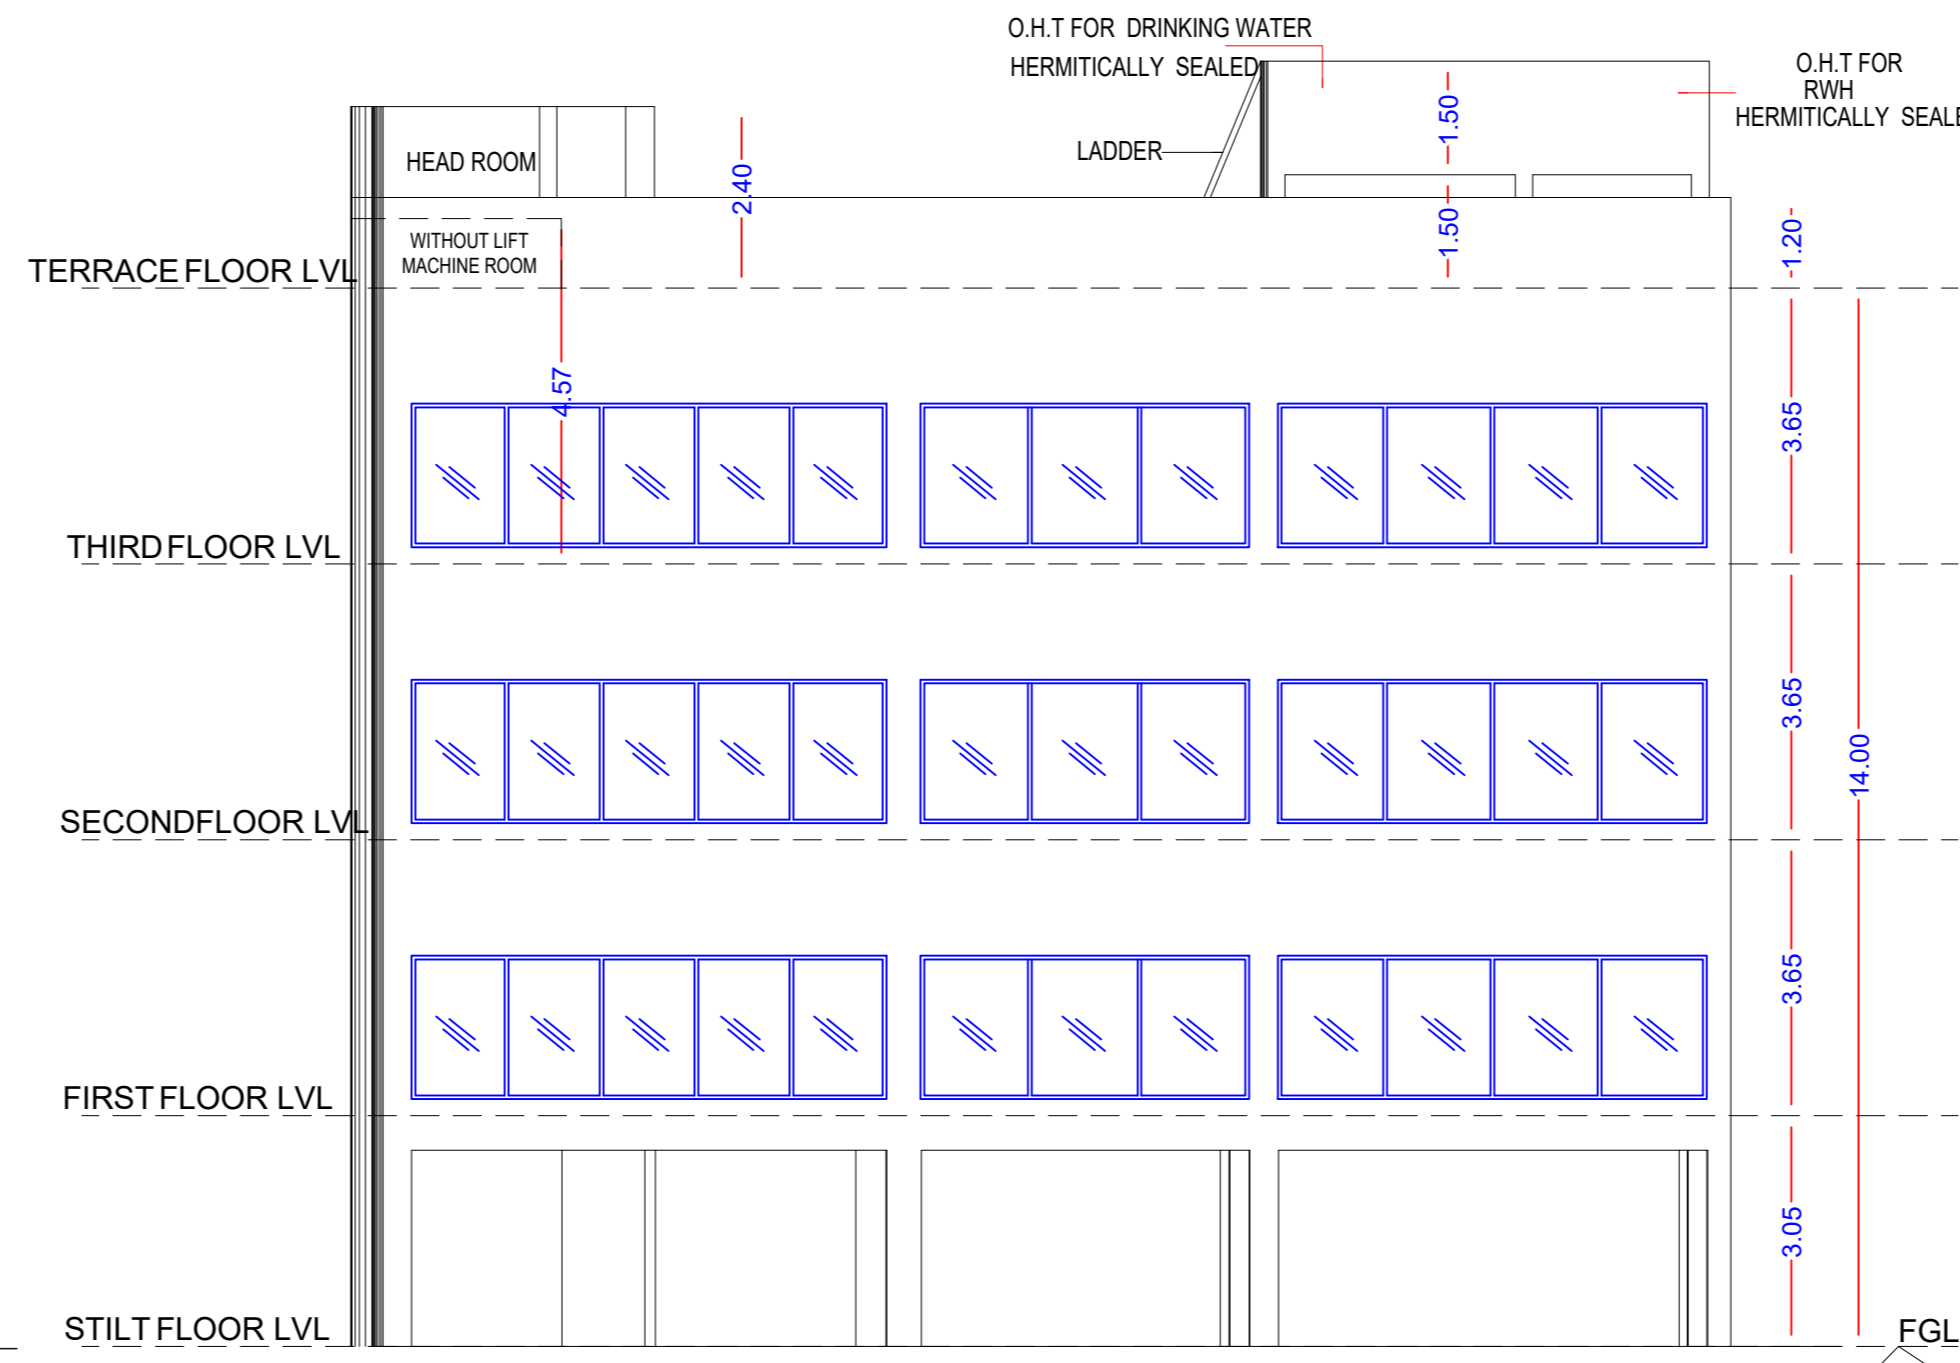 O.H.T FOR DRINKING WATER
HERMITICALLY SEALED
O.H.T FOR
RWH
HERMITICALLY SEALE
LADDER
1.50
HEAD ROOM
2.40
1.50
1.20
WITHOUT LIFT
MACHINE ROOM
TERRACE FLOOR LVL
4.57
3.65
THIRD FLOOR LVL
3.65
14.00
SECONDFLOOR LVL
3.65
FIRST FLOOR LVL
3.05
STILT FLOOR LVL
FGL